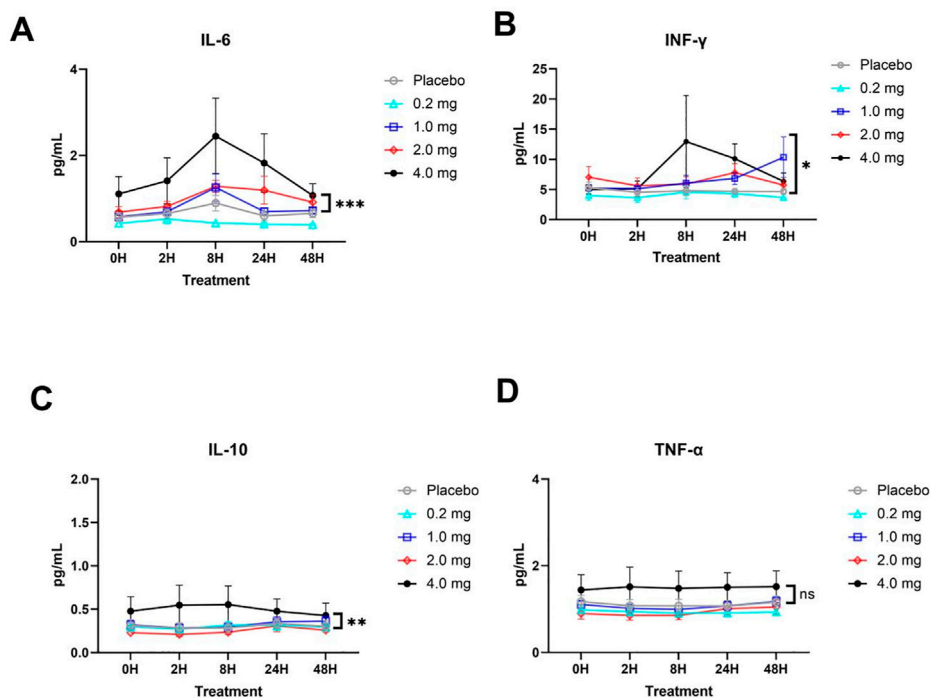 A
IL-6
pg/mL
4
2
0
0H 2H 8H 24H 48H
Treatment
Placebo
0.2 mg
1.0 mg
2.0 mg
4.0 mg
***
B
INF-γ
pg/mL
25
20
15
10
5
0
0H 2H 8H 24H 48H
Treatment
Placebo
0.2 mg
1.0 mg
2.0 mg
4.0 mg
*
C
IL-10
pg/mL
2.0
1.5
1.0
0.5
0.0
0H 2H 8H 24H 48H
Treatment
Placebo
0.2 mg
1.0 mg
2.0 mg
4.0 mg
**
D
TNF-α
pg/mL
4
2
0
0H 2H 8H 24H 48H
Treatment
Placebo
0.2 mg
1.0 mg
2.0 mg
4.0 mg
ns